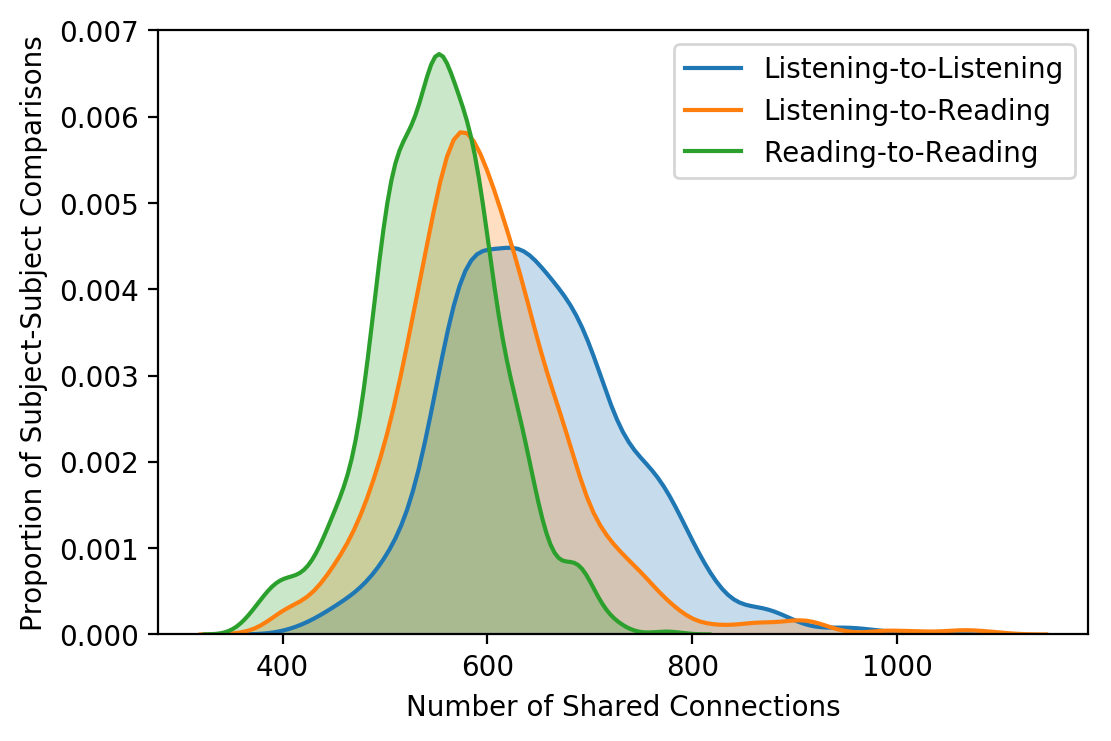 0.007
0.006
0.005
0.004
0.003
0.002
0.001
0.000
Proportion of Subject-Subject Comparisons
Listening-to-Listening
Listening-to-Reading
Reading-to-Reading
400 600 800 1000
Number of Shared Connections